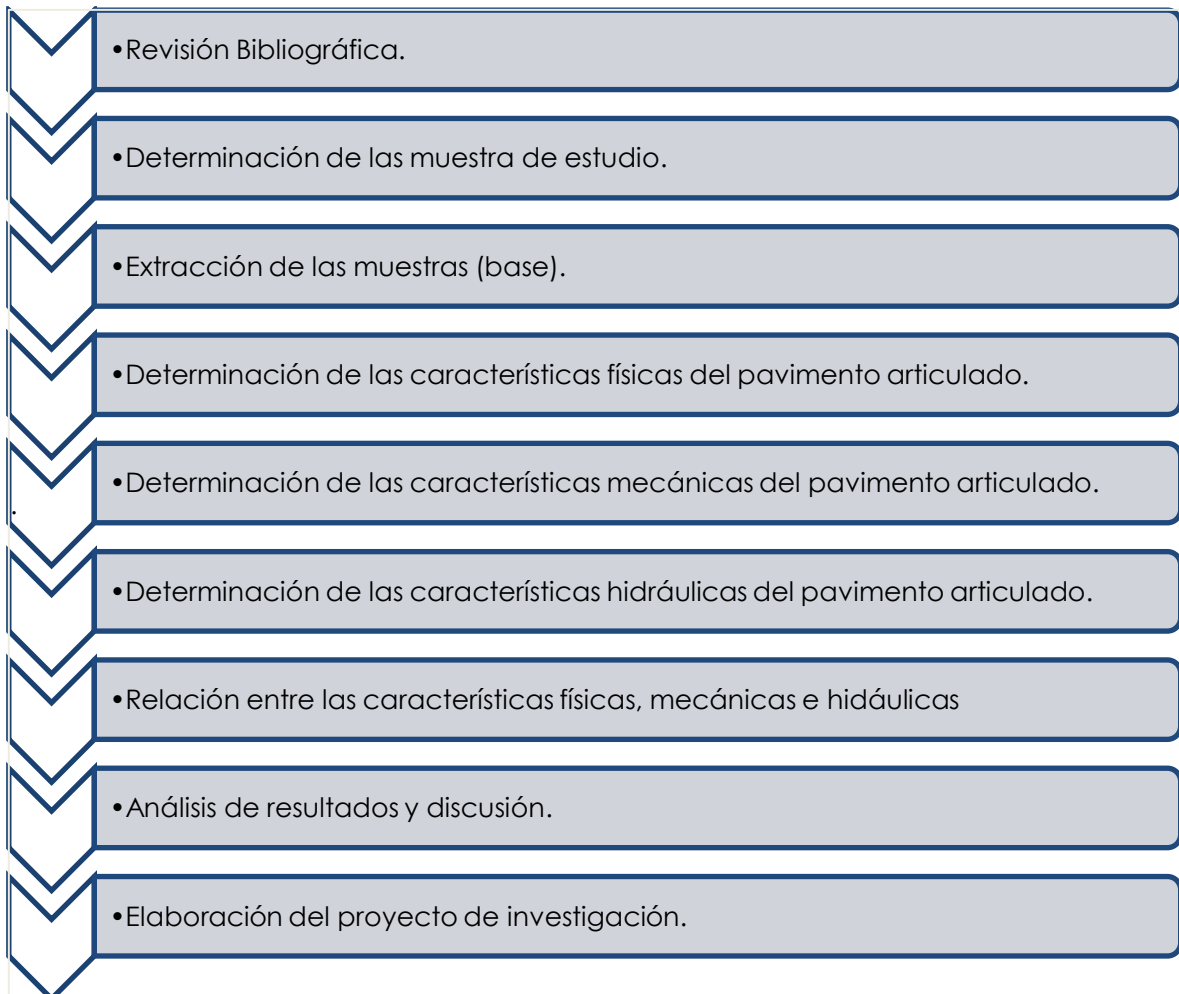 •Revisión Bibliográfica.
•Determinación de las muestra de estudio.
•Extracción de las muestras (base).
•Determinación de las características físicas del pavimento articulado.
•Determinación de las características mecánicas del pavimento articulado.
.
•Determinación de las características hidráulicas del pavimento articulado.
•Relación entre las características físicas, mecánicas e hidáulicas
•Análisis de resultados y discusión.
•Elaboración del proyecto de investigación.